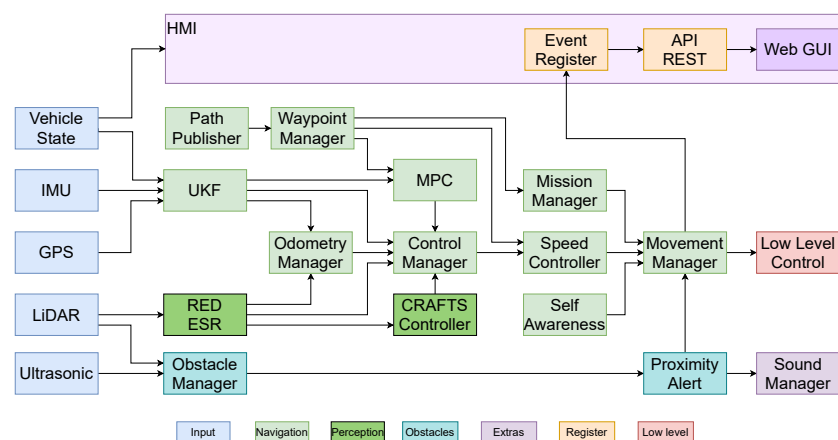 HMI
Event
Register
API
REST
Web GUI
Vehicle
State
Path
Publisher
Waypoint
Manager
IMU
UKF
MPC
Mission
Manager
GPS
Odometry
Manager
Control
Manager
Speed
Controller
Movement
Manager
Low Level
Control
LiDAR
RED
ESR
CRAFTS
Controller
Self
Awareness
Ultrasonic
Obstacle
Manager
Proximity
Alert
Sound
Manager
Input
Navigation
Perception
Obstacles
Extras
Register
Low level